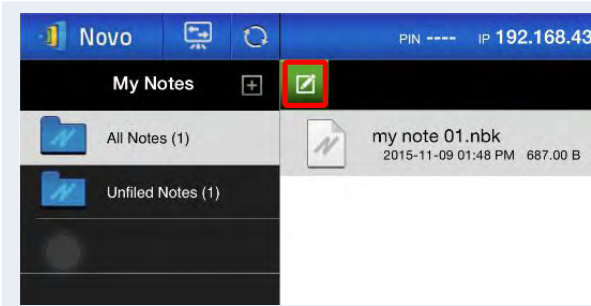 Novo
PIN ---- IP 192.168.43
My Notes
All Notes (1)
my note 01.nbk
2015-11-09 01:48 PM 687.00 B
Unfiled Notes (1)